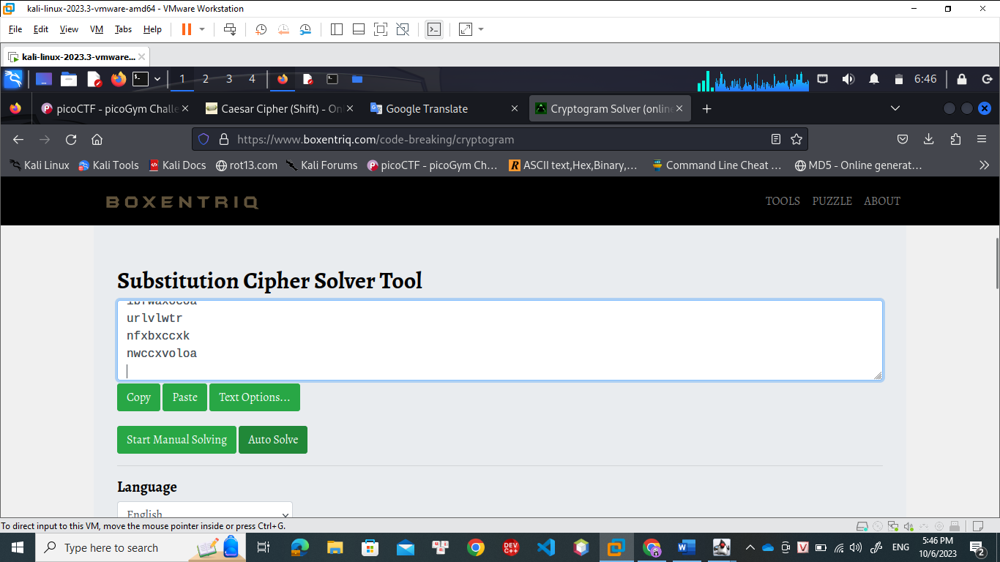 kali-linux-2023.3-vmware-amd64 - VMware Workstation
File Edit View VM Tabs Help
kali-linux-2023.3-vmware...
1 2 3 4 6:46
picoCTF - picoGym Challe Caesar Cipher (Shift) - On Google Translate Cryptogram Solver (online
https://www.boxentriq.com/code-breaking/cryptogram
Kali Linux Kali Tools Kali Docs rot13.com Kali Forums picoCTF - picoGym Ch... ASCII text,Hex,Binary,... Command Line Cheat ... MD5 - Online generat...
BOXENTRIQ TOOLS PUZZLE ABOUT
Substitution Cipher Solver Tool
urlvlwtr
nfxbxccxk
nwccxvoloa
Copy Paste Text Options...
Start Manual Solving Auto Solve
Language
English
To direct input to this VM, move the mouse pointer inside or press Ctrl+G.
Type here to search ENG 5:46 PM
10/6/2023 2